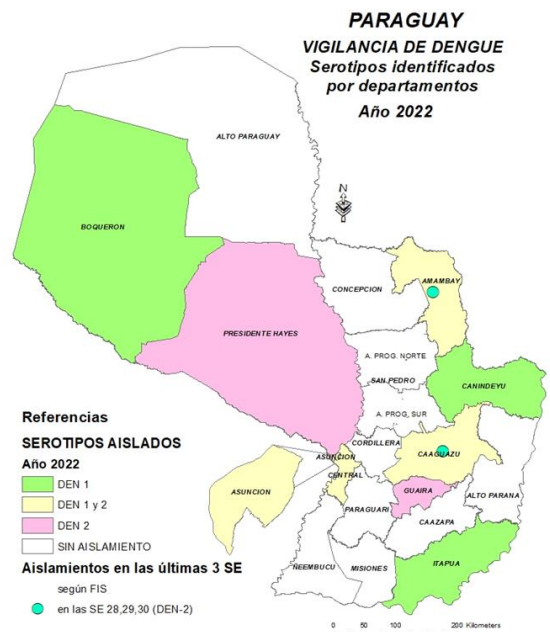 PARAGUAY
VIGILANCIA DE DENGUE
Serotipos identificados
por departamentos
Año 2022
ALTO PARAGUAY
N
BOQUERON
CONCEPCION
AMAMBAY
PRESIDENTE HAYES
A. PROG. NORTE
SAN PEDRO
CANINDEYU
A. PROG. SUR
CORDILLERA
ASUNCION
CAAGUAZU
CENTRAL
ASUNCION
GUAIRA
ALTO PARANA
PARAGUARI
CAAZAPA
ÑEEMBUCU
MISIONES
ITAPUA
Referencias
SEROTIPOS AISLADOS
Año 2022
DEN 1
DEN 1 y 2
DEN 2
SIN AISLAMIENTO
Aislamientos en las últimas 3 SE
según FIS
en las SE 28,29,30 (DEN-2)
0 50 100 200 Kilometers